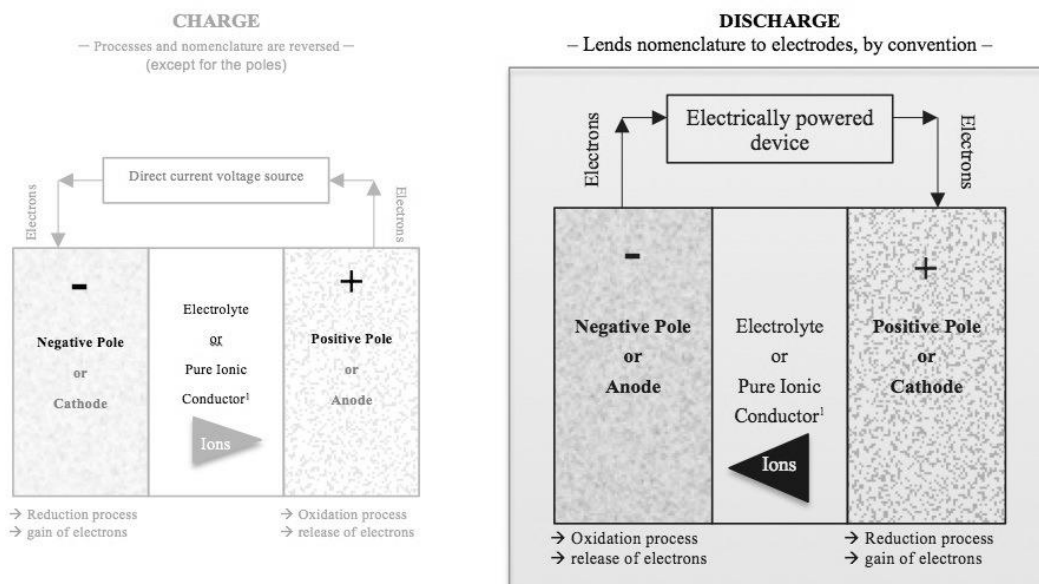 CHARGE
— Processes and nomenclature are reversed —
(except for the poles)
Direct current voltage source
Electrons
Electrons
-
Negative Pole
or
Cathode
Electrolyte
or
Pure Ionic
Conductor¹
Ions
+
Positive Pole
or
Anode
→ Reduction process
→ gain of electrons
→ Oxidation process
→ release of electrons
DISCHARGE
– Lends nomenclature to electrodes, by convention –
Electrically powered
device
Electrons
Electrons
-
Negative Pole
or
Anode
Electrolyte
or
Pure Ionic
Conductor¹
Ions
+
Positive Pole
or
Cathode
→ Oxidation process
→ release of electrons
→ Reduction process
→ gain of electrons